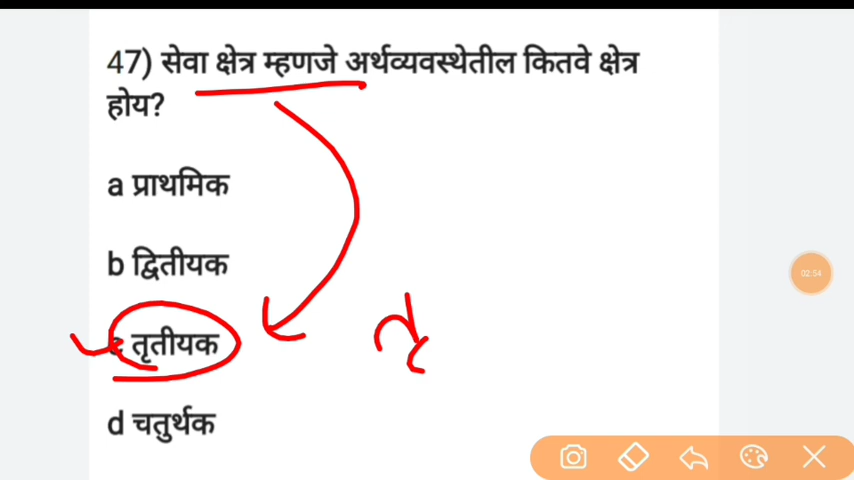 47) सेवा क्षेत्र म्हणजे अर्थव्यवस्थेतील कितवे क्षेत्र
होय?
a प्राथमिक
b द्वितीयक
c तृतीयक
d चतुर्थक
02:54